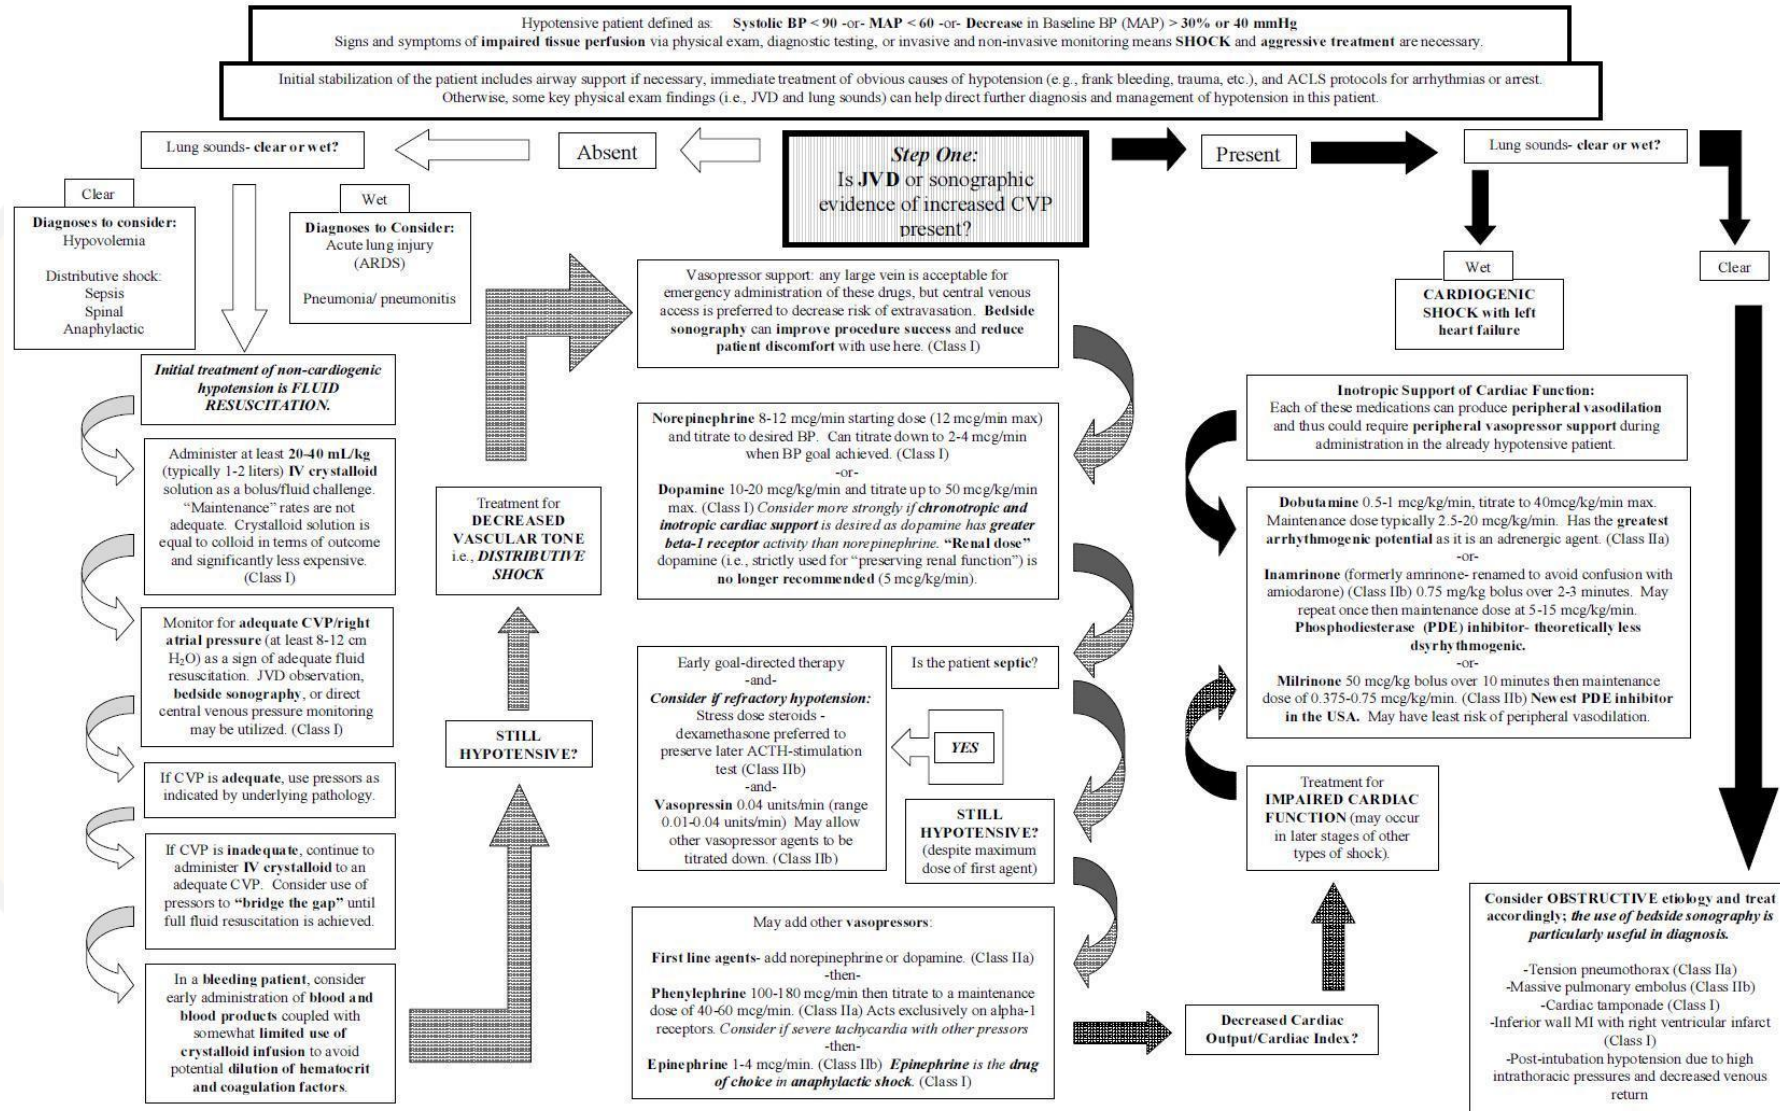 Hypotensive patient defined as: Systolic BP < 90 -or- MAP < 60 -or- Decrease in Baseline BP (MAP) > 30% or 40 mmHg
Signs and symptoms of impaired tissue perfusion via physical exam, diagnostic testing, or invasive and non-invasive monitoring means SHOCK and aggressive treatment are necessary.
Initial stabilization of the patient includes airway support if necessary, immediate treatment of obvious causes of hypotension (e.g., frank bleeding, trauma, etc.), and ACLS protocols for arrhythmias or arrest.
Otherwise, some key physical exam findings (i.e., JVD and lung sounds) can help direct further diagnosis and management of hypotension in this patient.
Step One:
Is JVD or sonographic
evidence of increased CVP
present?
Absent
Lung sounds- clear or wet?
Clear
Diagnoses to consider:
Hypovolemia
Distributive shock:
Sepsis
Spinal
Anaphylactic
Wet
Diagnoses to Consider:
Acute lung injury
(ARDS)
Pneumonia/ pneumonitis
Initial treatment of non-cardiogenic
hypotension is FLUID
RESUSCITATION.
Administer at least 20-40 mL/kg
(typically 1-2 liters) IV crystalloid
solution as a bolus/fluid challenge.
“Maintenance” rates are not
adequate. Crystalloid solution is
equal to colloid in terms of outcome
and significantly less expensive.
(Class I)
Monitor for adequate CVP/right
atrial pressure (at least 8-12 cm
H₂O) as a sign of adequate fluid
resuscitation. JVD observation,
bedside sonography, or direct
central venous pressure monitoring
may be utilized. (Class I)
If CVP is adequate, use pressors as
indicated by underlying pathology.
If CVP is inadequate, continue to
administer IV crystalloid to an
adequate CVP. Consider use of
pressors to “bridge the gap” until
full fluid resuscitation is achieved.
In a bleeding patient, consider
early administration of blood and
blood products coupled with
somewhat limited use of
crystalloid infusion to avoid
potential dilution of hematocrit
and coagulation factors.
STILL
HYPOTENSIVE?
Treatment for
DECREASED
VASCULAR TONE
i.e., DISTRIBUTIVE
SHOCK
Vasopressor support: any large vein is acceptable for
emergency administration of these drugs, but central venous
access is preferred to decrease risk of extravasation. Bedside
sonography can improve procedure success and reduce
patient discomfort with use here. (Class I)
Norepinephrine 8-12 mcg/min starting dose (12 mcg/min max)
and titrate to desired BP. Can titrate down to 2-4 mcg/min
when BP goal achieved. (Class I)
-or-
Dopamine 10-20 mcg/kg/min and titrate up to 50 mcg/kg/min
max. (Class I) Consider more strongly if chronotropic and
inotropic cardiac support is desired as dopamine has greater
beta-1 receptor activity than norepinephrine. “Renal dose”
dopamine (i.e., strictly used for “preserving renal function”) is
no longer recommended (5 mcg/kg/min).
Is the patient septic?
YES
Early goal-directed therapy
-and-
Consider if refractory hypotension:
Stress dose steroids -
dexamethasone preferred to
preserve later ACTH-stimulation
test (Class IIb)
-and-
Vasopressin 0.04 units/min (range
0.01-0.04 units/min) May allow
other vasopressor agents to be
titrated down. (Class IIb)
STILL
HYPOTENSIVE?
(despite maximum
dose of first agent)
May add other vasopressors:
First line agents- add norepinephrine or dopamine. (Class IIa)
-then-
Phenylephrine 100-180 mcg/min then titrate to a maintenance
dose of 40-60 mcg/min. (Class IIa) Acts exclusively on alpha-1
receptors. Consider if severe tachycardia with other pressors
-then-
Epinephrine 1-4 mcg/min. (Class IIb) Epinephrine is the drug
of choice in anaphylactic shock. (Class I)
Decreased Cardiac
Output/Cardiac Index?
Treatment for
IMPAIRED CARDIAC
FUNCTION (may occur
in later stages of other
types of shock).
Present
Lung sounds- clear or wet?
Wet
CARDIOGENIC
SHOCK with left
heart failure
Inotropic Support of Cardiac Function:
Each of these medications can produce peripheral vasodilation
and thus could require peripheral vasopressor support during
administration in the already hypotensive patient.
Dobutamine 0.5-1 mcg/kg/min, titrate to 40mcg/kg/min max.
Maintenance dose typically 2.5-20 mcg/kg/min. Has the greatest
arrhythmogenic potential as it is an adrenergic agent. (Class IIa)
-or-
Inamrinone (formerly amrinone- renamed to avoid confusion with
amiodarone) (Class IIb) 0.75 mg/kg bolus over 2-3 minutes. May
repeat once then maintenance dose at 5-15 mcg/kg/min.
Phosphodiesterase (PDE) inhibitor- theoretically less
dsyrhythmogenic.
-or-
Milrinone 50 mcg/kg bolus over 10 minutes then maintenance
dose of 0.375-0.75 mcg/kg/min. (Class IIb) Newest PDE inhibitor
in the USA. May have least risk of peripheral vasodilation.
Clear
Consider OBSTRUCTIVE etiology and treat
accordingly; the use of bedside sonography is
particularly useful in diagnosis.
-Tension pneumothorax (Class IIa)
-Massive pulmonary embolus (Class IIb)
-Cardiac tamponade (Class I)
-Inferior wall MI with right ventricular infarct
(Class I)
-Post-intubation hypotension due to high
intrathoracic pressures and decreased venous
return